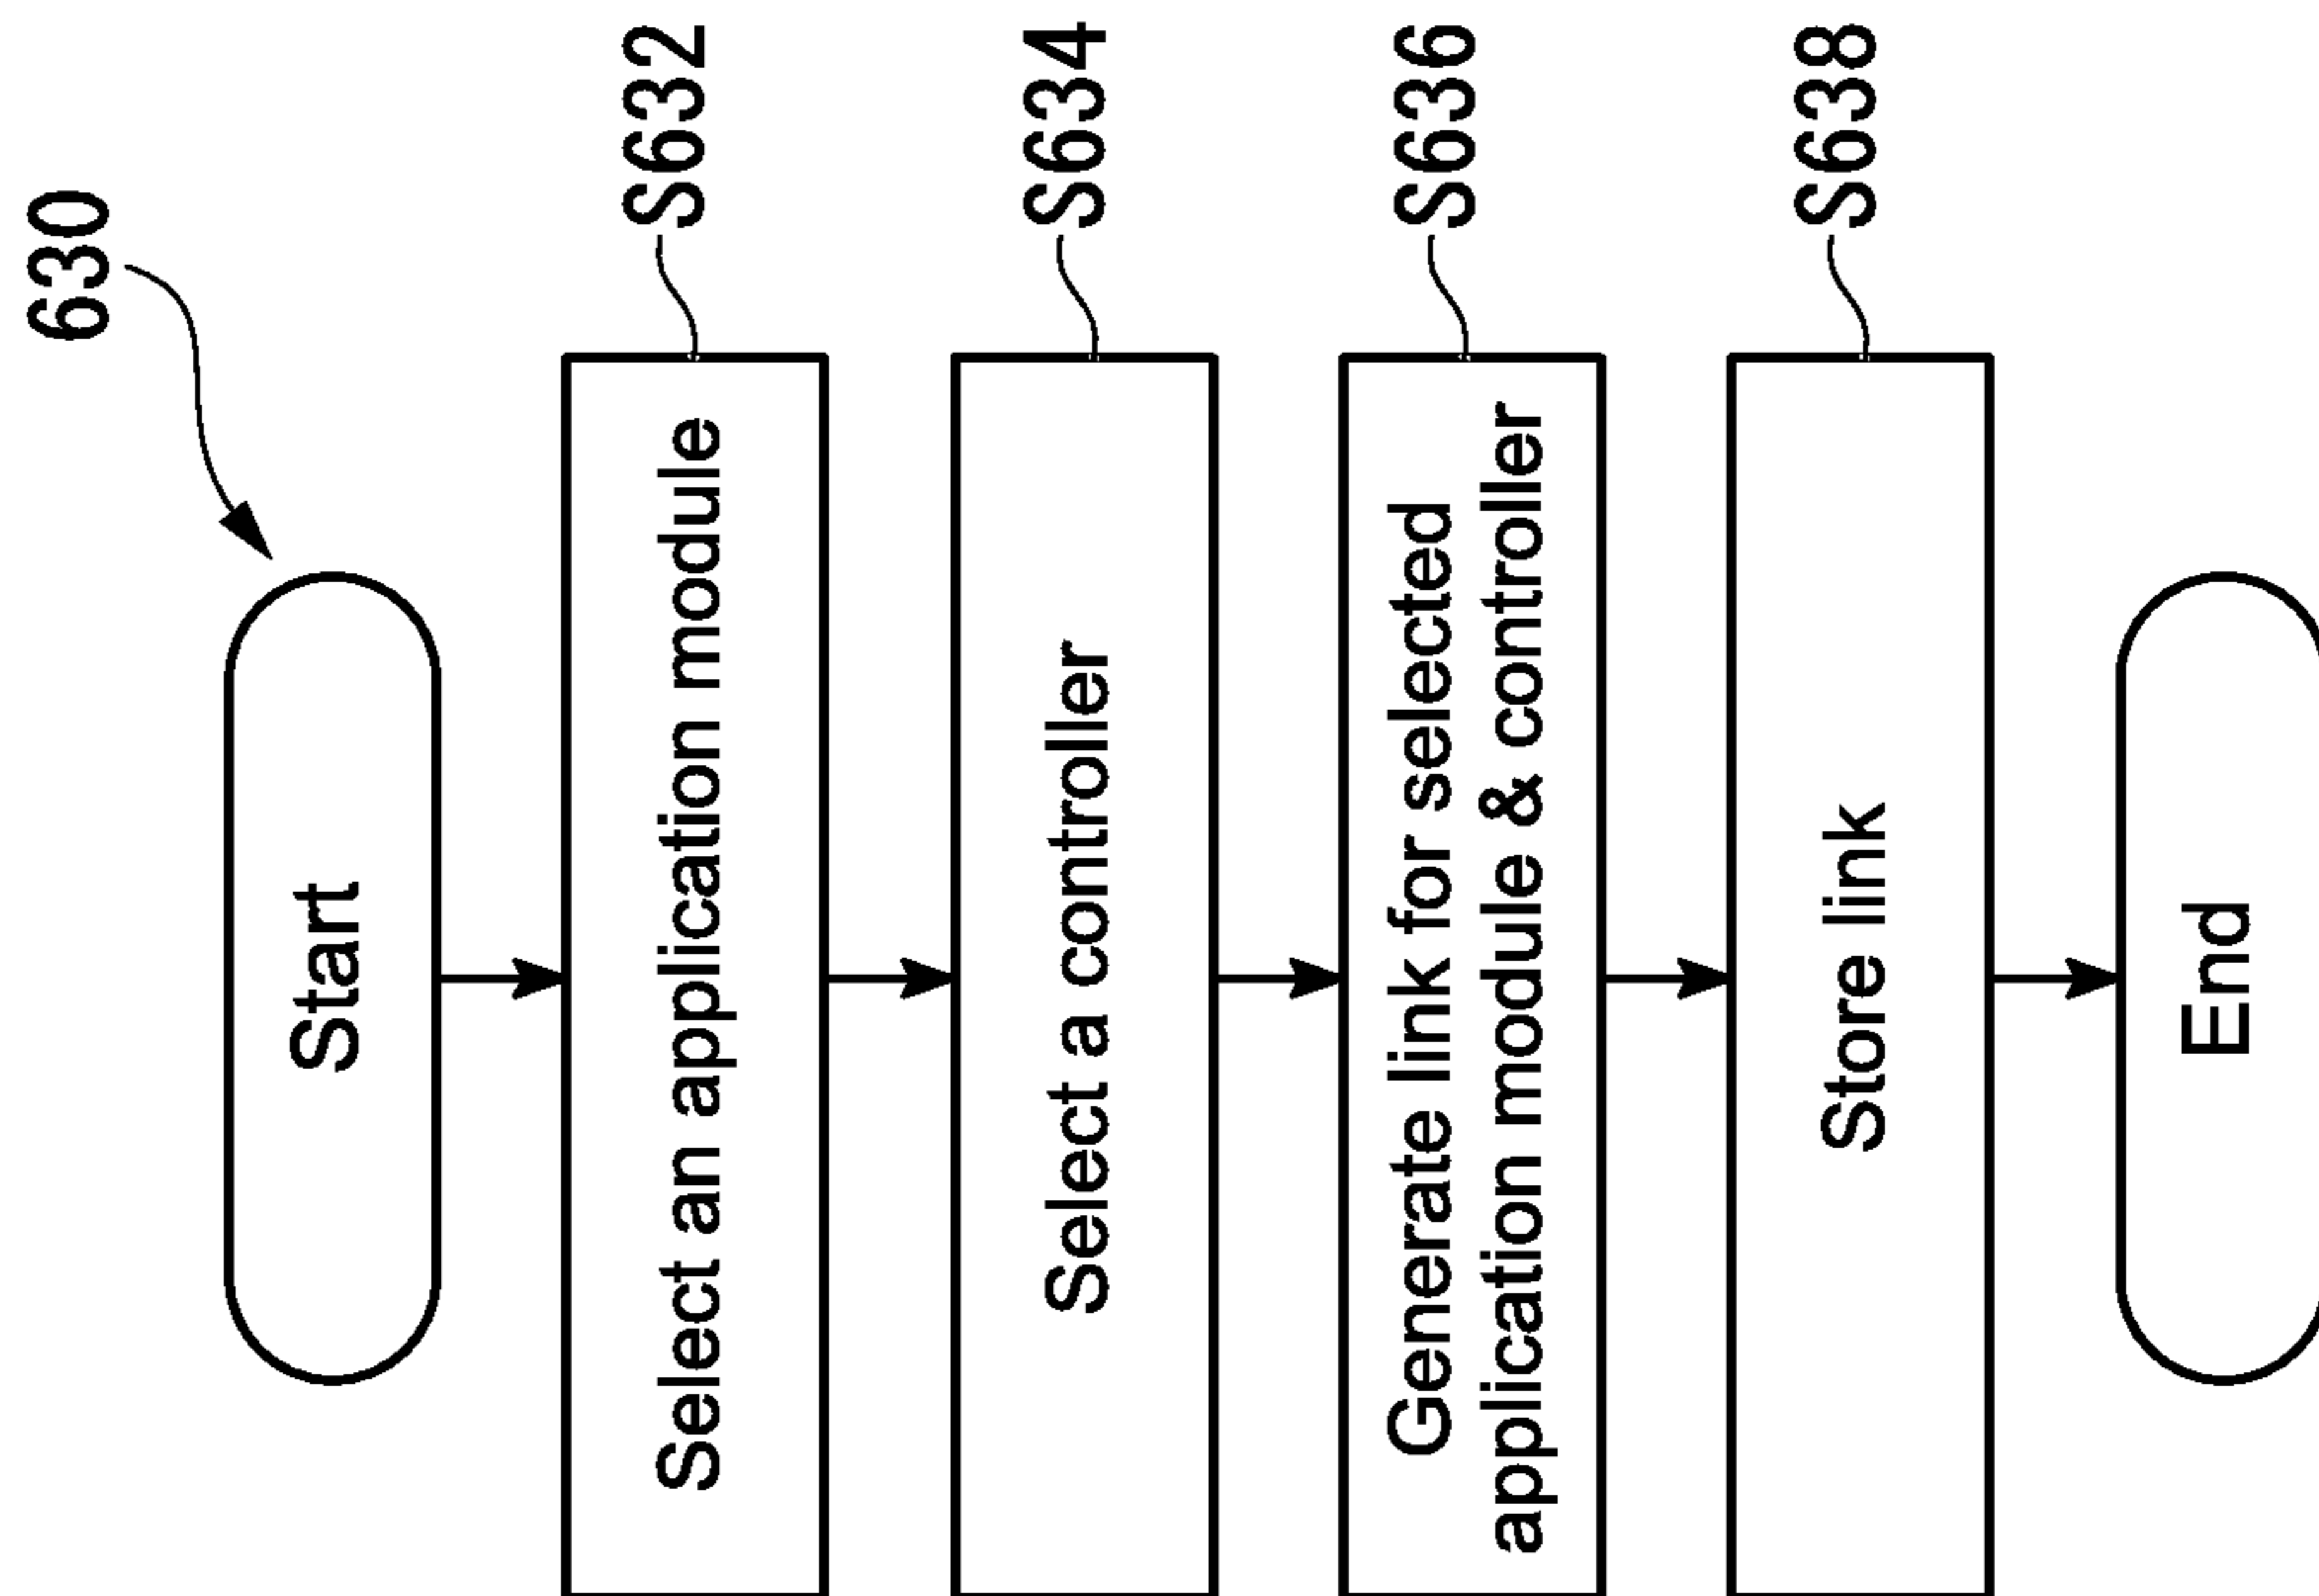 630
Start
Select an application module
S632
Select a controller
S634
Generate link for selected
application module & controller
S636
Store link
S638
End